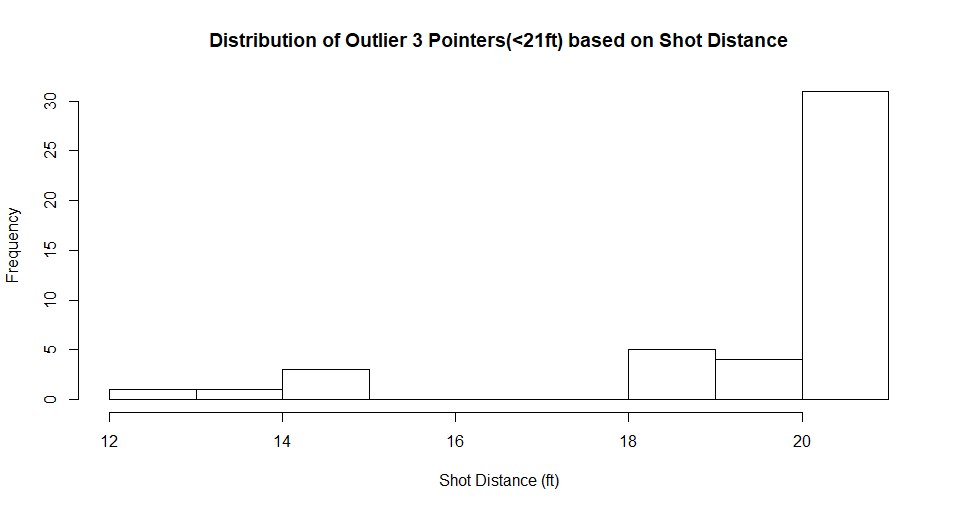 Distribution of Outlier 3 Pointers(<21ft) based on Shot Distance
30
25
20
15
10
5
0
Frequency
12 14 16 18 20
Shot Distance (ft)